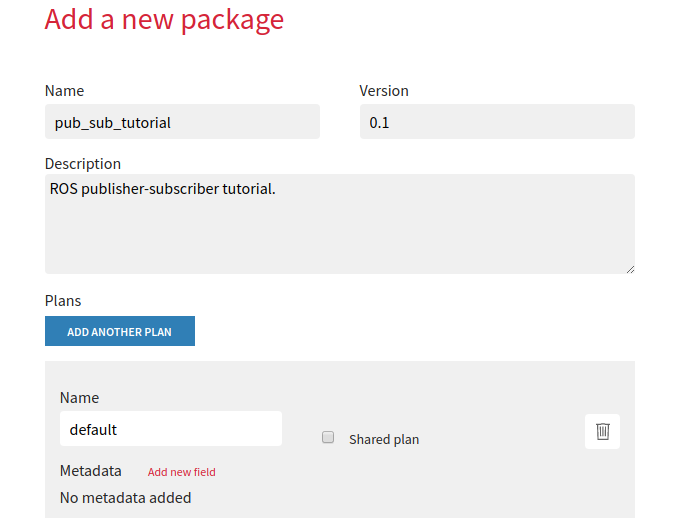 Add a new package
Name Version
pub_sub_tutorial 0.1
Description
ROS publisher-subscriber tutorial.
Plans
ADD ANOTHER PLAN
Name
default
Shared plan
Metadata Add new field
No metadata added